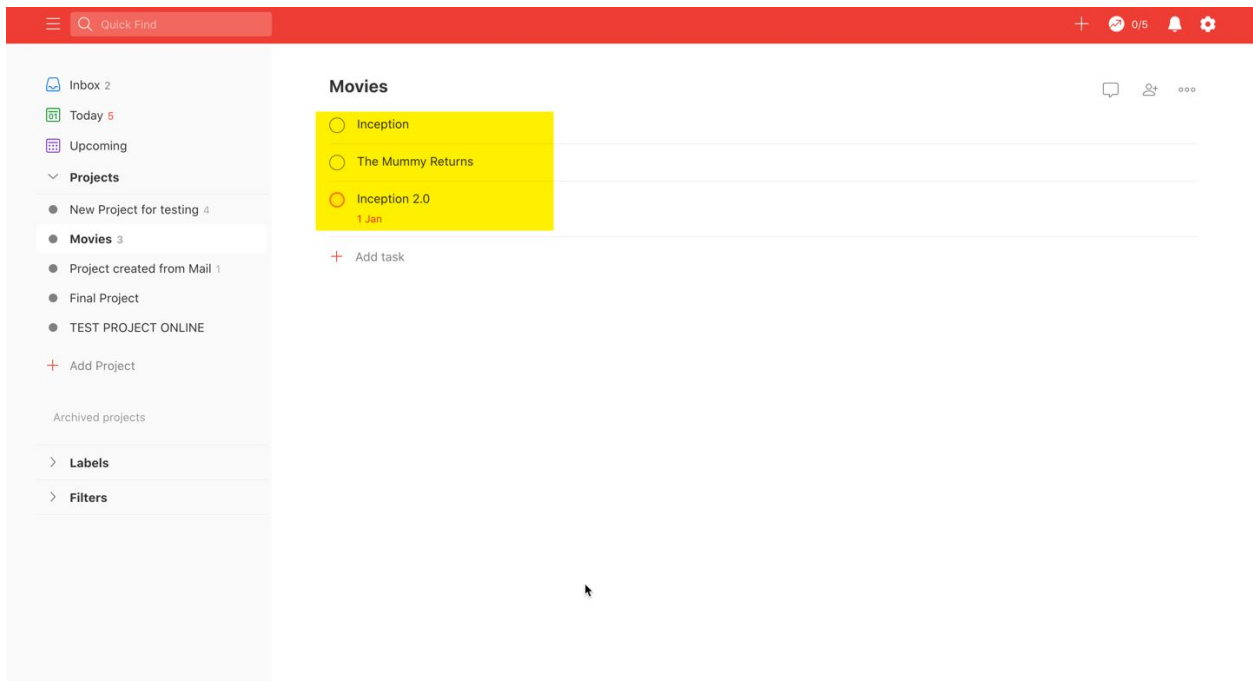 Quick Find
0/5
Inbox 2
01 Today 5
Upcoming
Projects
New Project for testing 4
Movies 3
Project created from Mail 1
Final Project
TEST PROJECT ONLINE
Add Project
Archived projects
Labels
Filters
Movies
Inception
The Mummy Returns
Inception 2.0
1 Jan
Add task